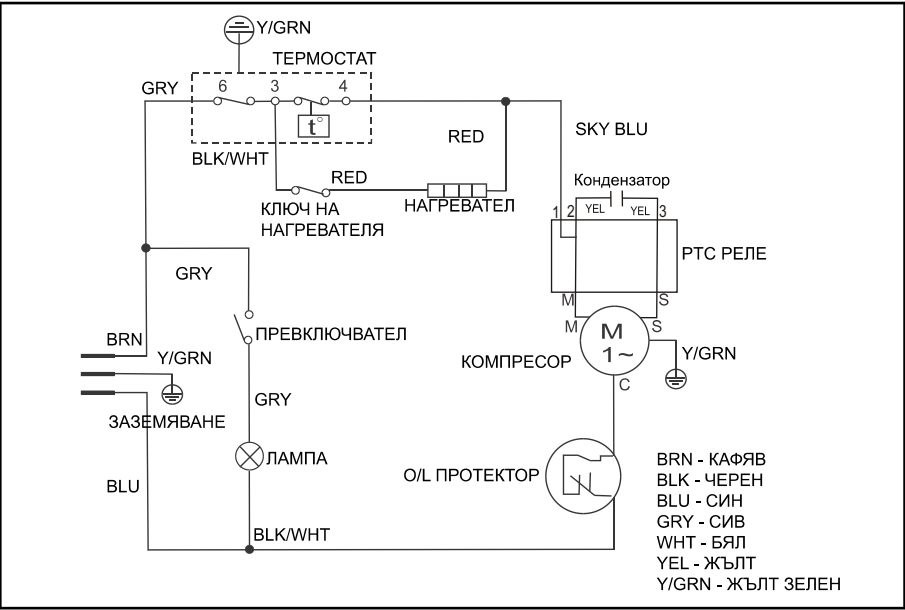 Y/GRN
ТЕРМОСТАТ
GRY
6 3 4
t°
BLK/WHT
RED
SKY BLU
RED
КЛЮЧ НА
НАГРЕВАТЕЛЯ
НАГРЕВАТЕЛ
Кондензатор
1 2 YEL YEL 3
РТС РЕЛЕ
GRY
M S
M S
M
1~
ПРЕВКЛЮЧВАТЕЛ
BRN
Y/GRN
КОМПРЕСОР
Y/GRN
C
ЗАЗЕМЯВАНЕ
GRY
ЛАМПА
O/L ПРОТЕКТОР
BLU
BLK/WHT
BRN - КАФЯВ
BLK - ЧЕРЕН
BLU - СИН
GRY - СИВ
WHT - БЯЛ
YEL - ЖЪЛТ
Y/GRN - ЖЪЛТ ЗЕЛЕН